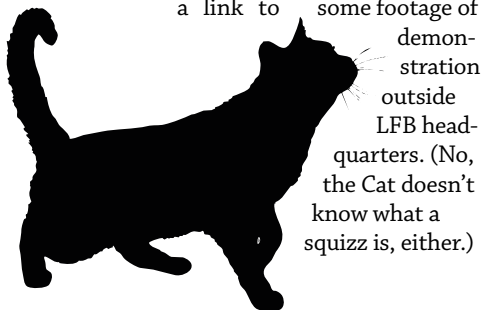 a link to some footage of
demon-
stration
outside
LFB head-
quarters. (No,
the Cat doesn’t
know what a
squizz is, either.)